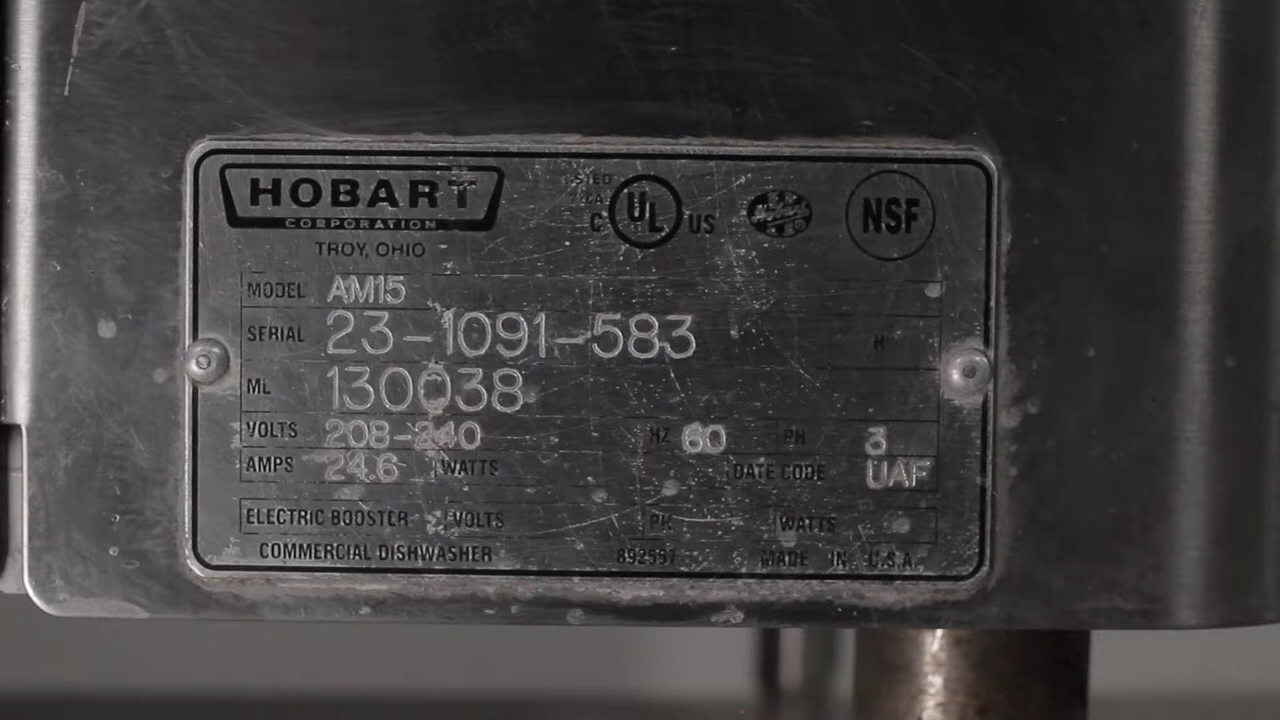 HOBART
CORPORATION
TROY, OHIO
C UL US
NSF
MODEL AM15
SERIAL 23-1091-583 H
ML 130038
VOLTS 208-240 HZ 60 PH 3
AMPS 24.6 WATTS DATE CODE UAF
ELECTRIC BOOSTER VOLTS PH WATTS
COMMERCIAL DISHWASHER 892597 MADE IN U.S.A.